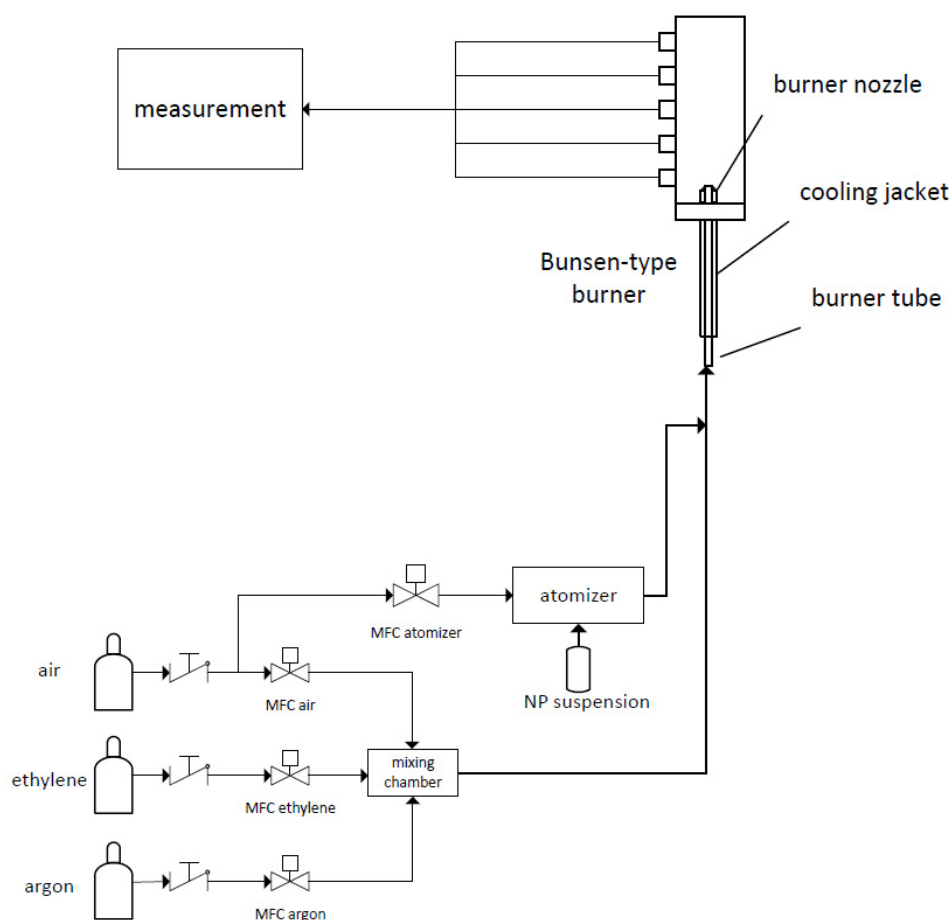 burner nozzle
measurement
cooling jacket
Bunsen-type
burner
burner tube
atomizer
MFC atomizer
air
NP suspension
MFC air
mixing
chamber
ethylene
MFC ethylene
argon
MFC argon